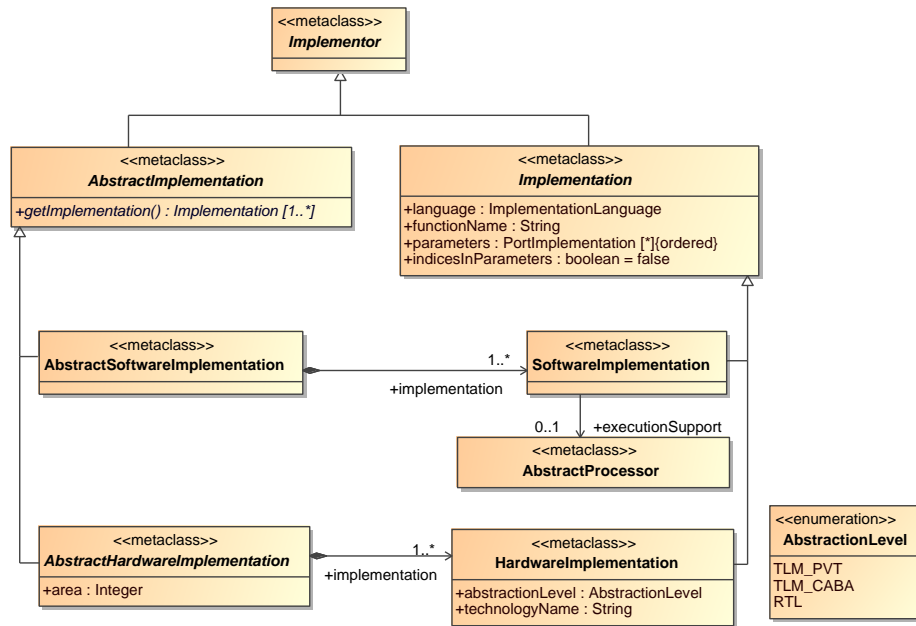 <<metaclass>>
Implementor
<<metaclass>>
AbstractImplementation
+getImplementation() : Implementation [1..*]
<<metaclass>>
Implementation
+language : ImplementationLanguage
+functionName : String
+parameters : PortImplementation [*]{ordered}
+indicesInParameters : boolean = false
<<metaclass>>
AbstractSoftwareImplementation
1..*
+implementation
<<metaclass>>
SoftwareImplementation
0..1
+executionSupport
<<metaclass>>
AbstractProcessor
<<metaclass>>
AbstractHardwareImplementation
+area : Integer
1..*
+implementation
<<metaclass>>
HardwareImplementation
+abstractionLevel : AbstractionLevel
+technologyName : String
<<enumeration>>
AbstractionLevel
TLM_PVT
TLM_CABA
RTL